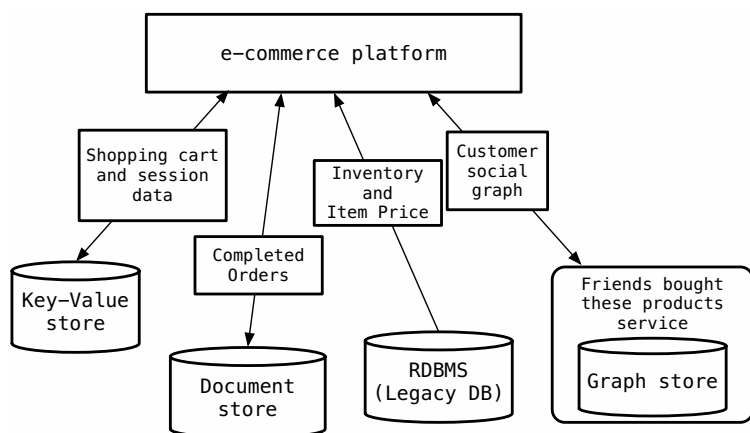 e-commerce platform
Shopping cart
and session
data
Completed
Orders
Inventory
and
Item Price
Customer
social
graph
Key-Value
store
Document
store
RDBMS
(Legacy DB)
Friends bought
these products
service
Graph store